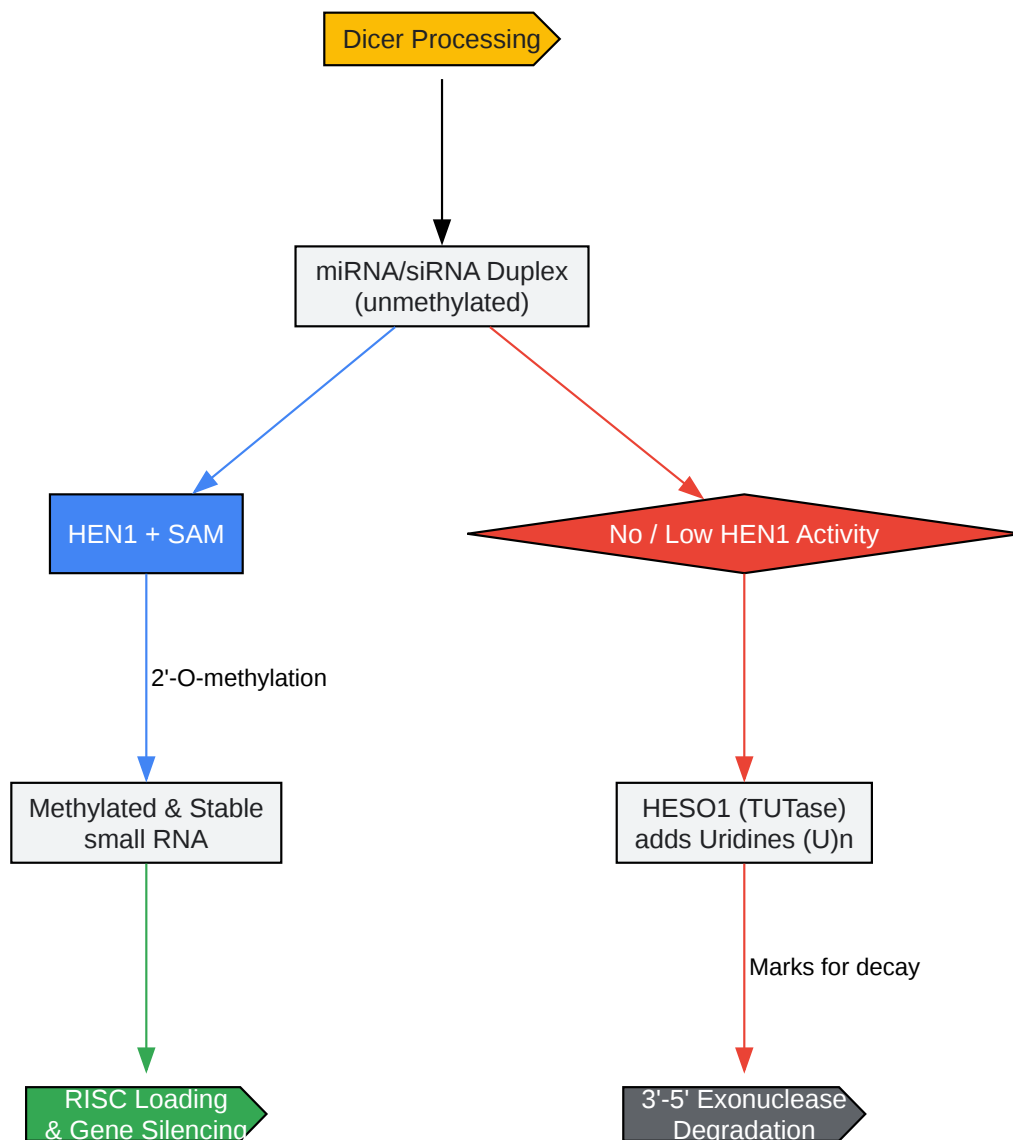 Dicer Processing
miRNA/siRNA Duplex
(unmethylated)
HEN1 + SAM
No / Low HEN1 Activity
2'-O-methylation
Methylated & Stable
small RNA
HESO1 (TUTase)
adds Uridines (U)n
Marks for decay
RISC Loading
& Gene Silencing
3'-5' Exonuclease
Degradation